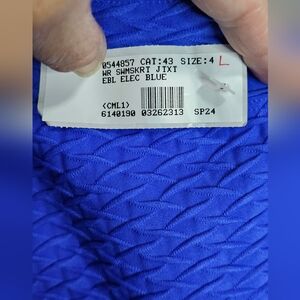 0544857 CAT:43 SIZE:4 L
WR SWMSKRT JTXT
EBL ELEC BLUE
<CML1>
6140190 03262313 SP24